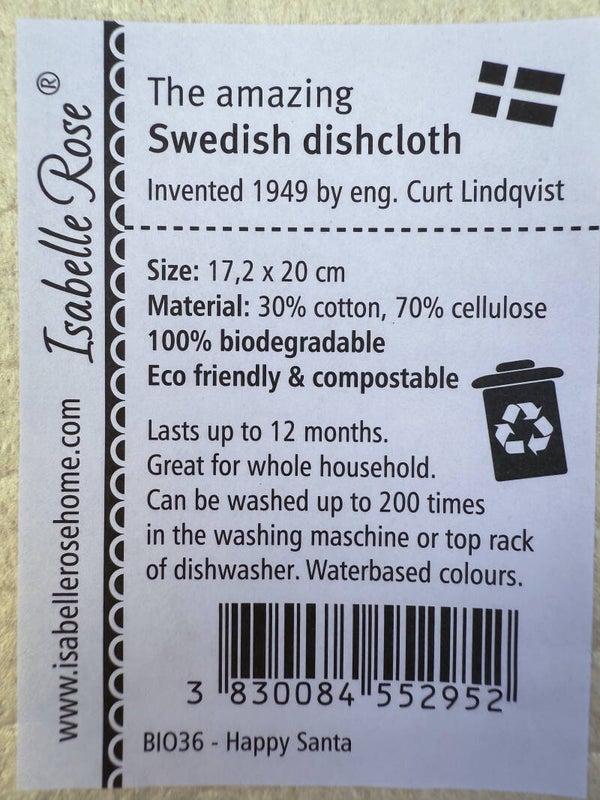 Isabelle Rose ®
www.isabellerosehome.com
The amazing
Swedish dishcloth
Invented 1949 by eng. Curt Lindqvist
Size: 17,2 x 20 cm
Material: 30% cotton, 70% cellulose
100% biodegradable
Eco friendly & compostable
Lasts up to 12 months.
Great for whole household.
Can be washed up to 200 times
in the washing maschine or top rack
of dishwasher. Waterbased colours.
3 830084 552952
BIO36 - Happy Santa